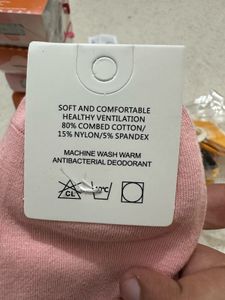 SOFT AND COMFORTABLE
HEALTHY VENTILATION
80% COMBED COTTON/
15% NYLON/5% SPANDEX
MACHINE WASH WARM
ANTIBACTERIAL DEODORANT
CL